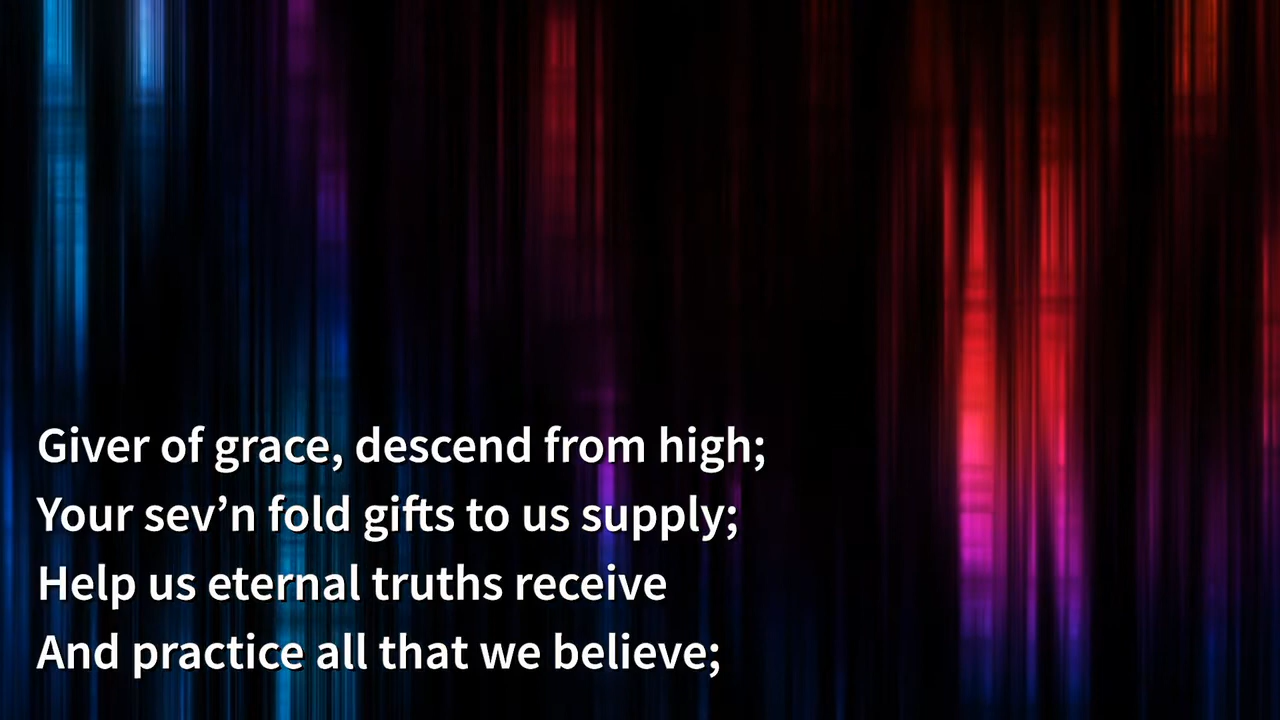 Giver of grace, descend from high;
Your sev’n fold gifts to us supply;
Help us eternal truths receive
And practice all that we believe;